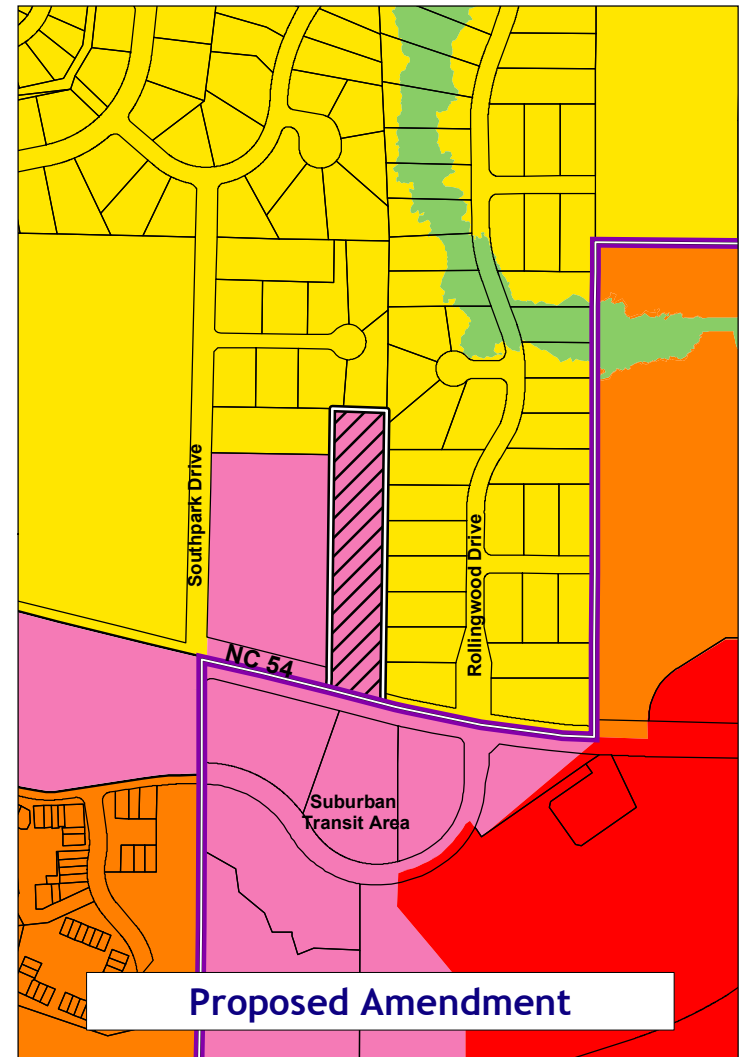 Southpark Drive
Rollingwood Drive
NC 54
Suburban
Transit Area
Proposed Amendment